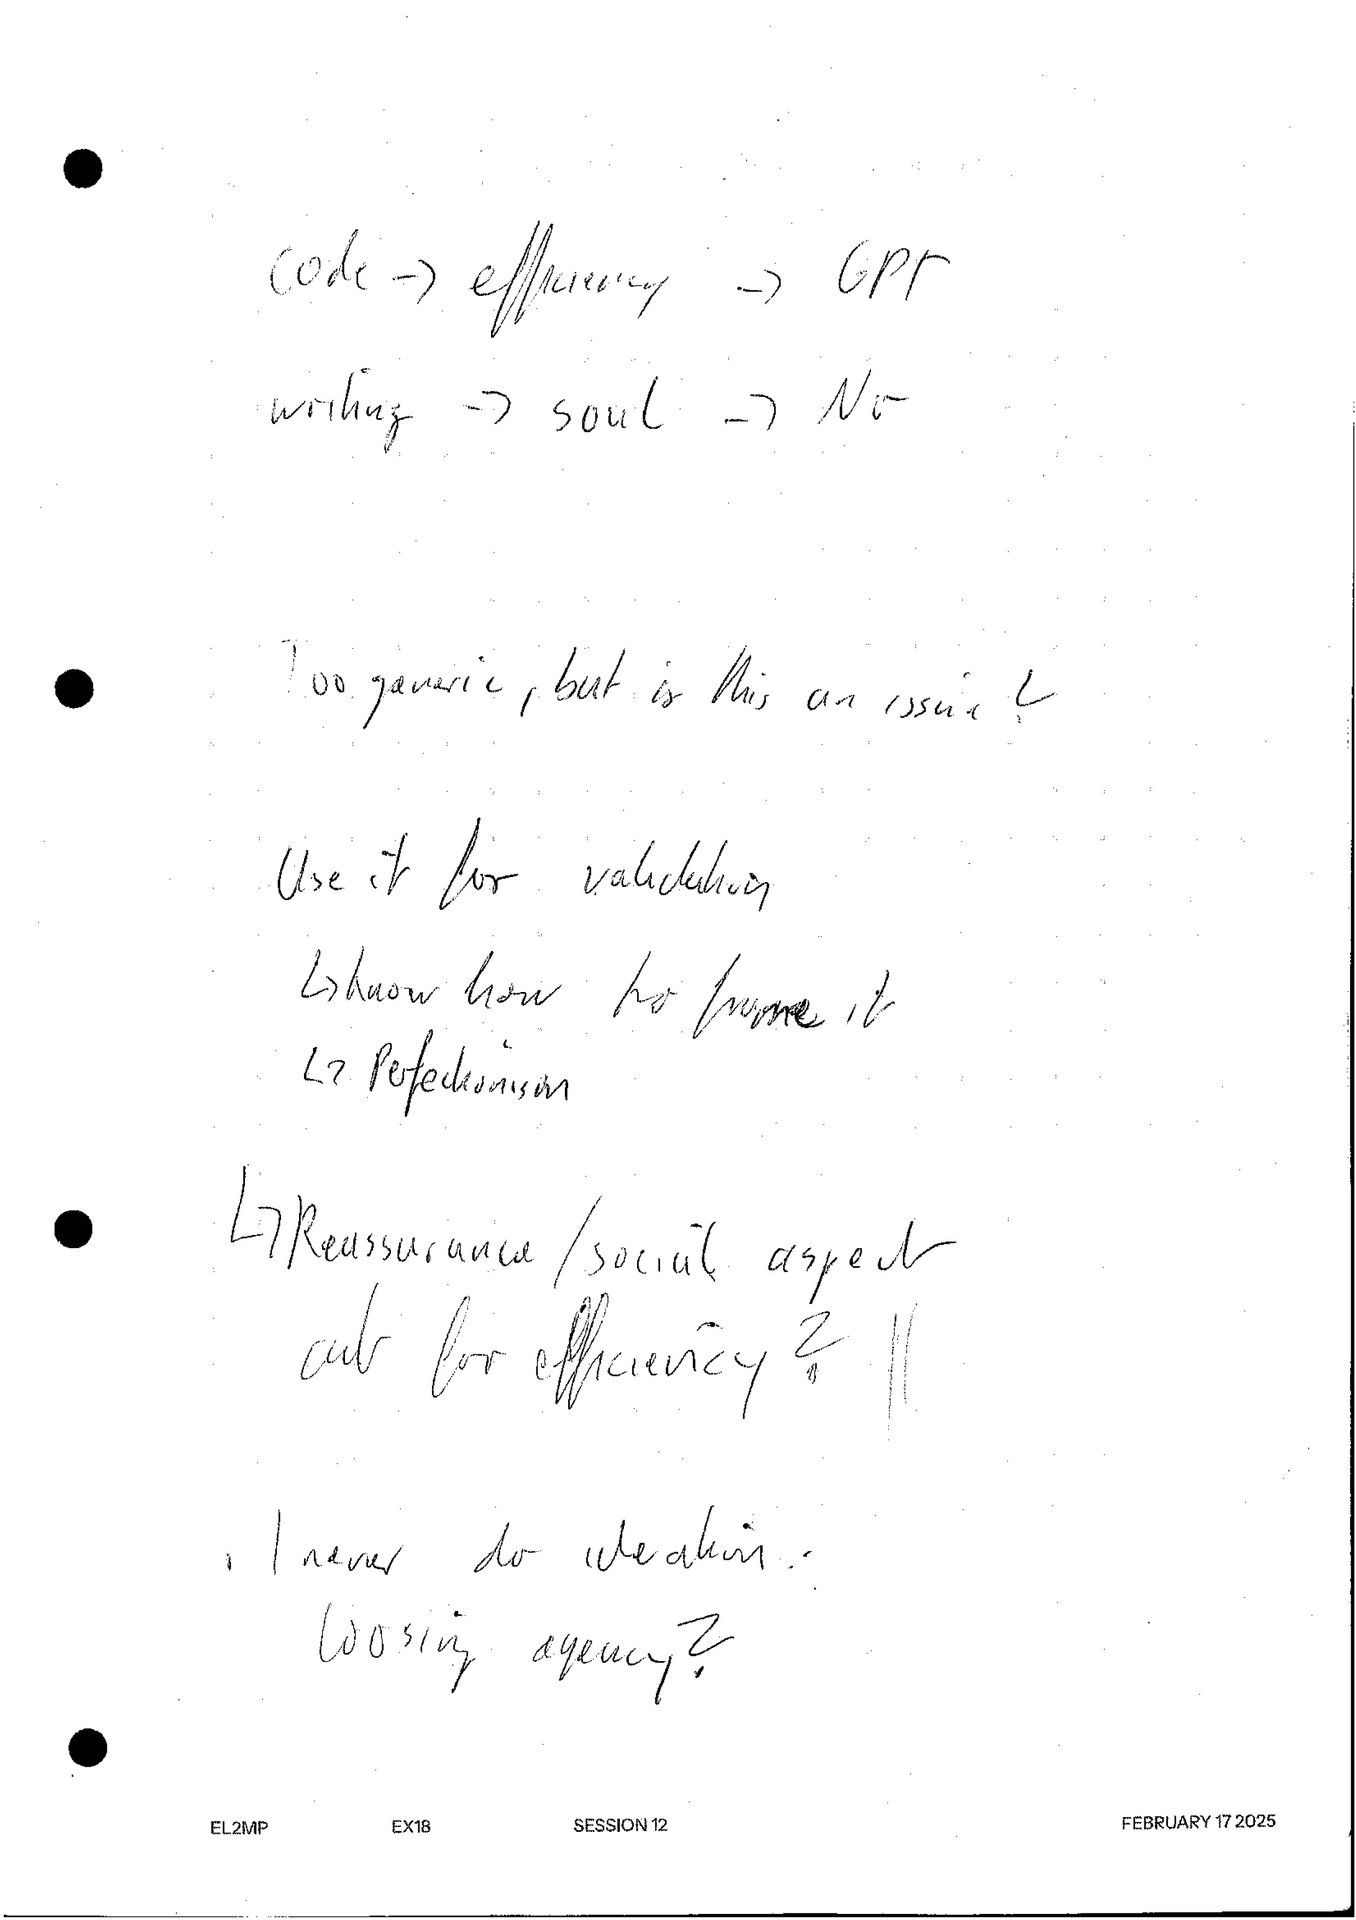 code -> efficiency -> GPT
writing -> soul -> No
Too generic, but is this an issue?
Use it for validation
↳ know how to frame it
↳ Perfectionism
↳ Reassurance / social aspect
cut for efficiency? ||
. I never do ideation.
Loosing agency?
EL2MP EX18 SESSION 12 FEBRUARY 17 2025